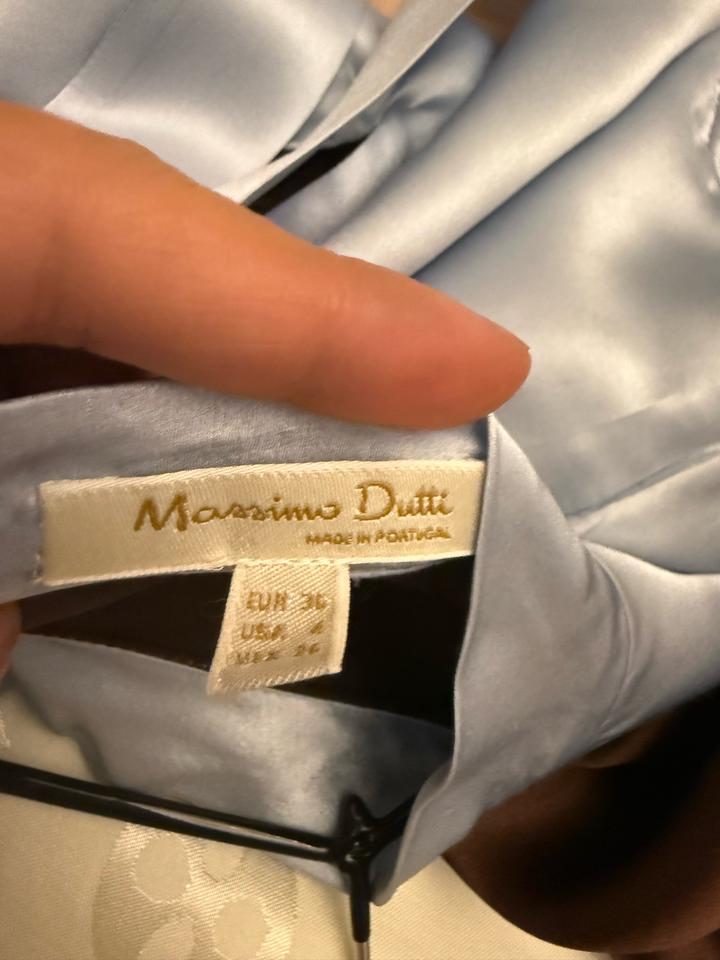 Massimo Dutti
MADE IN PORTUGAL
EUR 36
USA 4
MEX 26